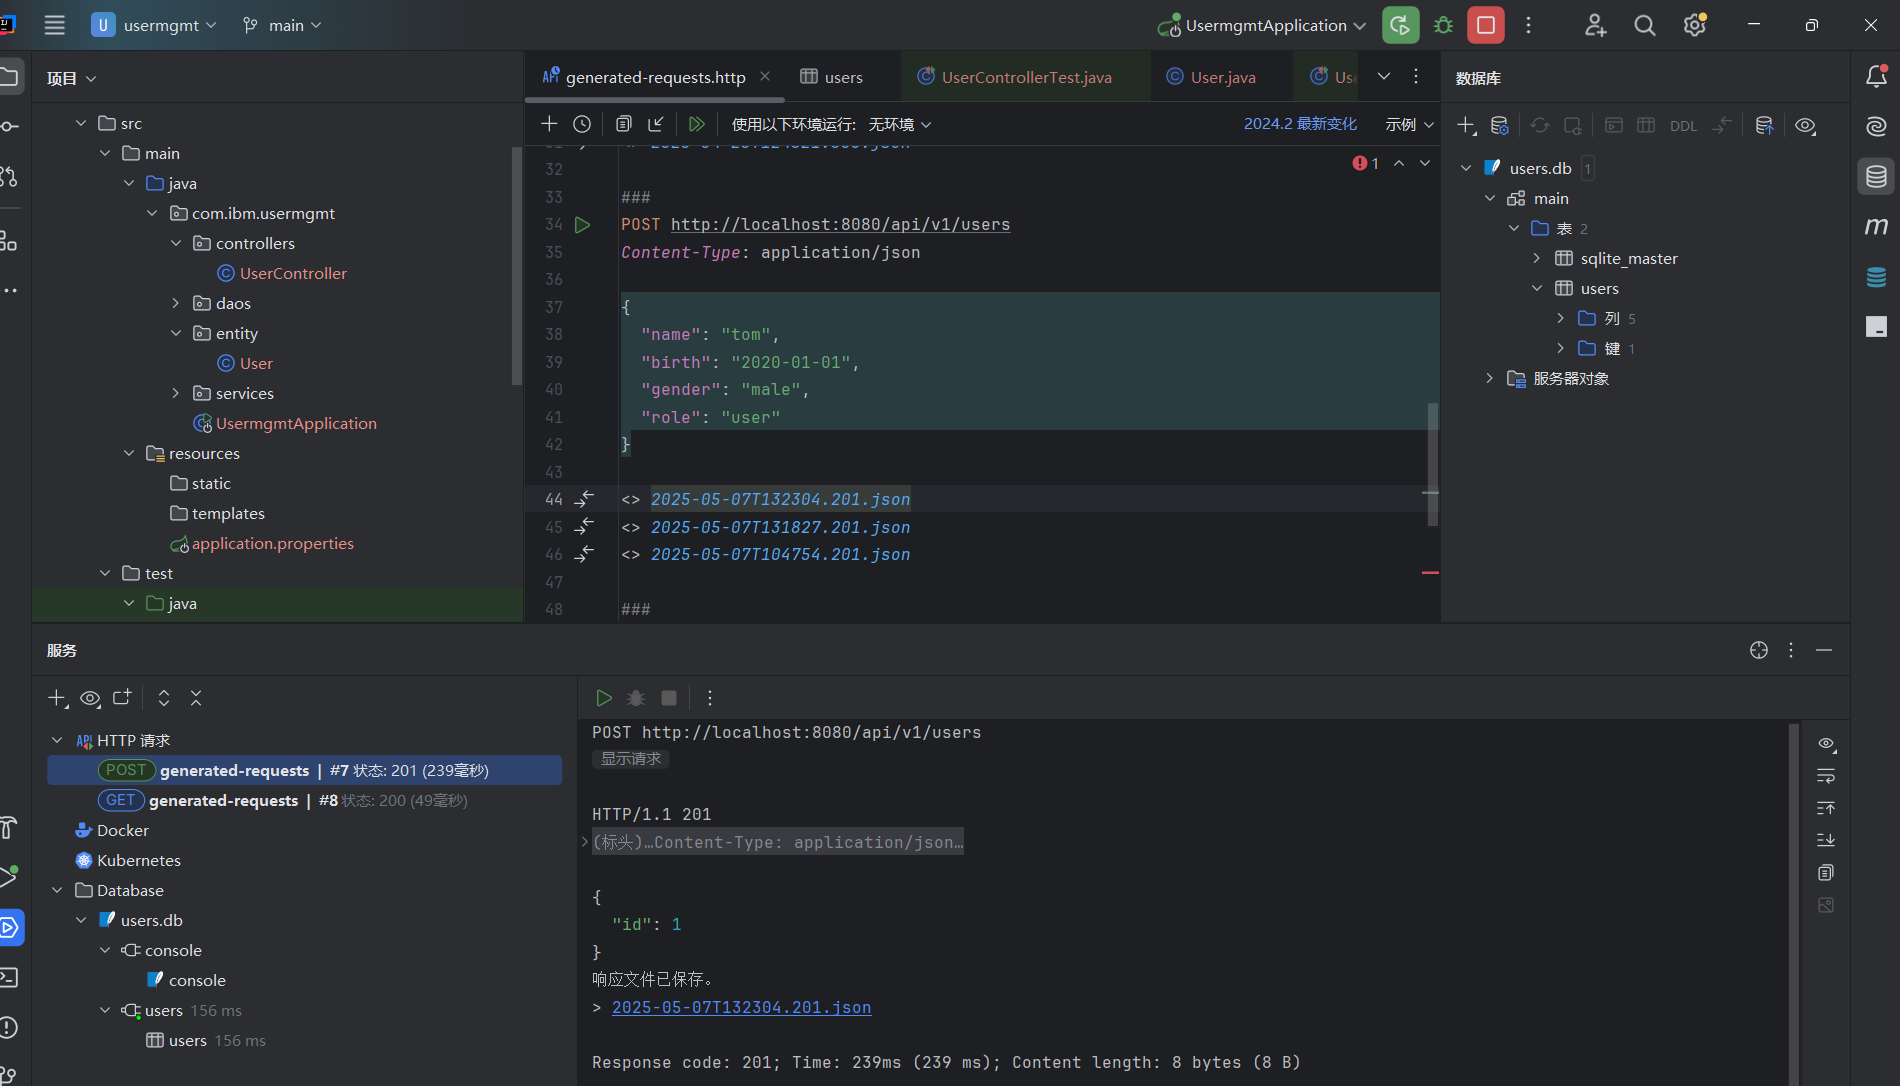 U usermgmt main UsermgmtApplication
项目
src
main
java
com.ibm.usermgmt
controllers
UserController
daos
entity
User
services
UsermgmtApplication
resources
static
templates
application.properties
test
java
generated-requests.http users UserControllerTest.java User.java
使用以下环境运行: 无环境 2024.2 最新变化 示例
1
32
33 ###
34 POST http://localhost:8080/api/v1/users
35 Content-Type: application/json
36
37 {
38 "name": "tom",
39 "birth": "2020-01-01",
40 "gender": "male",
41 "role": "user"
42 }
43
44 <> 2025-05-07T132304.201.json
45 <> 2025-05-07T131827.201.json
46 <> 2025-05-07T104754.201.json
47
48 ###
数据库
DDL
users.db 1
main
表 2
sqlite_master
users
列 5
键 1
服务器对象
m
服务
API HTTP 请求
POST generated-requests | #7 状态: 201 (239毫秒)
GET generated-requests | #8 状态: 200 (49毫秒)
Docker
Kubernetes
Database
users.db
console
console
users 156 ms
users 156 ms
POST http://localhost:8080/api/v1/users
显示请求
HTTP/1.1 201
(标头)…Content-Type: application/json…
{
"id": 1
}
响应文件已保存。
> 2025-05-07T132304.201.json
Response code: 201; Time: 239ms (239 ms); Content length: 8 bytes (8 B)